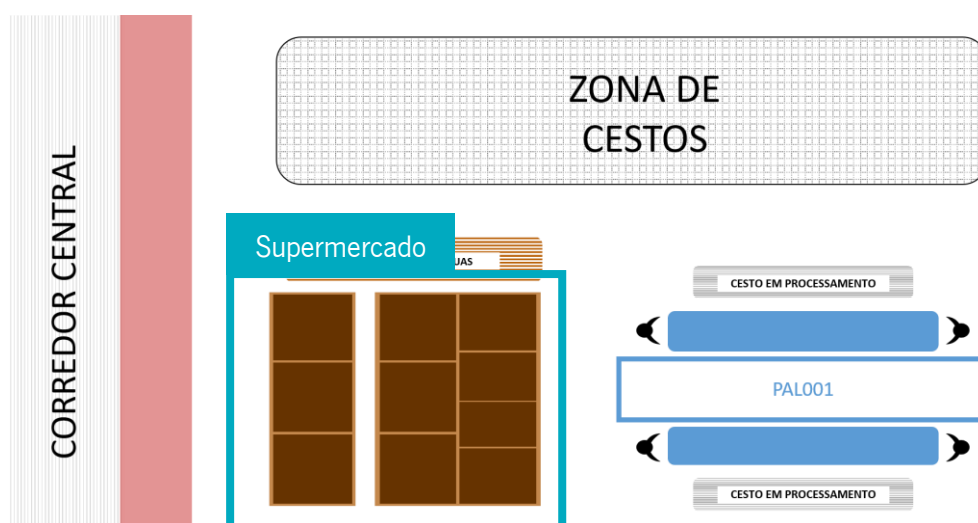 ZONA DE
CESTOS
CORREDOR CENTRAL
Supermercado
CESTO EM PROCESSAMENTO
PAL001
CESTO EM PROCESSAMENTO